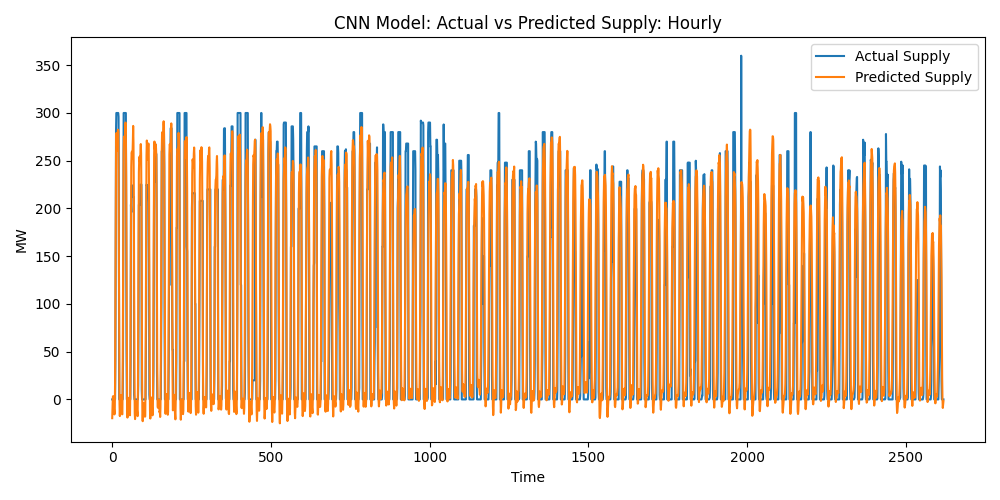 CNN Model: Actual vs Predicted Supply: Hourly
Actual Supply
Predicted Supply
MW
350
300
250
200
150
100
50
0
0
500
1000
1500
2000
2500
Time